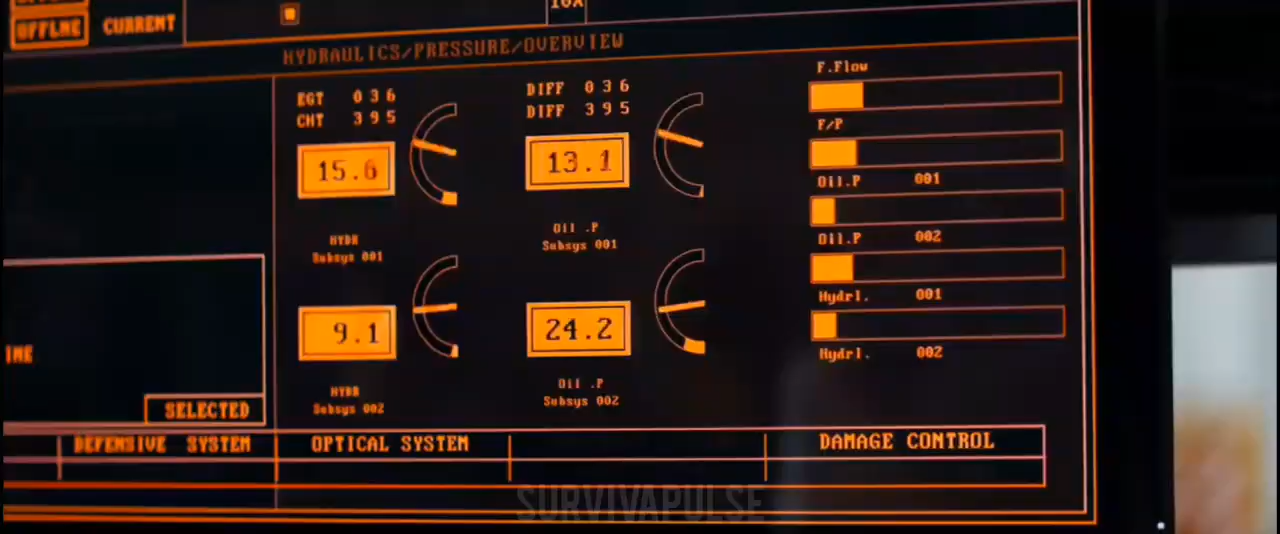 OFFLNE CURRENT
10X
HYDRAULICS/PRESSURE/OVERVIEW
EGT 036
CHT 395
15.6
HYDR
Subsys 001
DIFF 036
DIFF 395
13.1
Oil .P
Subsys 001
9.1
HYDR
Subsys 002
24.2
Oil .P
Subsys 002
F.Flow
F/P
Oil.P 001
Oil.P 002
Hydrl. 001
Hydrl. 002
SELECTED
DEFENSIVE SYSTEM
OPTICAL SYSTEM
DAMAGE CONTROL
SURVIVAPULSE